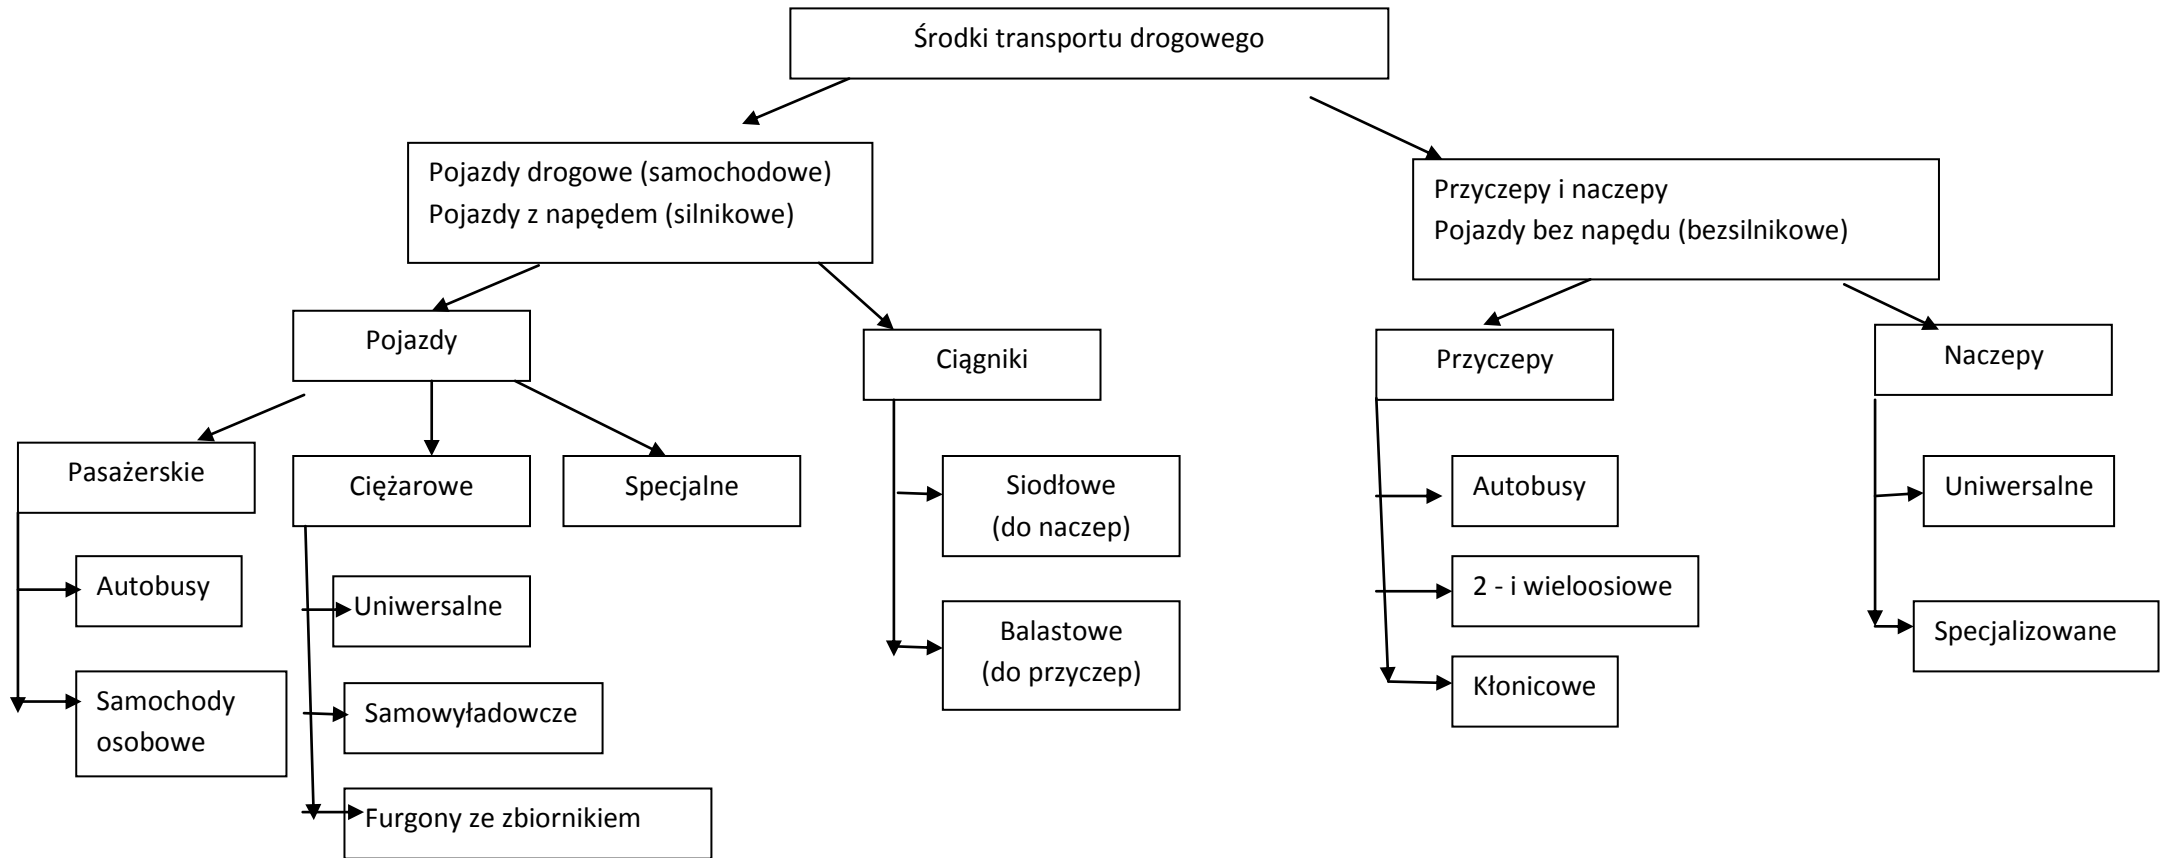 Środki transportu drogowego
Pojazdy drogowe (samochodowe)
Pojazdy z napędem (silnikowe)
Przyczepy i naczepy
Pojazdy bez napędu (bezsilnikowe)
Pojazdy
Ciągniki
Przyczepy
Naczepy
Pasażerskie
Ciężarowe
Specjalne
Siodłowe
(do naczep)
Autobusy
Uniwersalne
Autobusy
Uniwersalne
2 - i wieloosiowe
Balastowe
(do przyczep)
Specjalizowane
Samochody
osobowe
Samowyładowcze
Kłonicowe
Furgony ze zbiornikiem